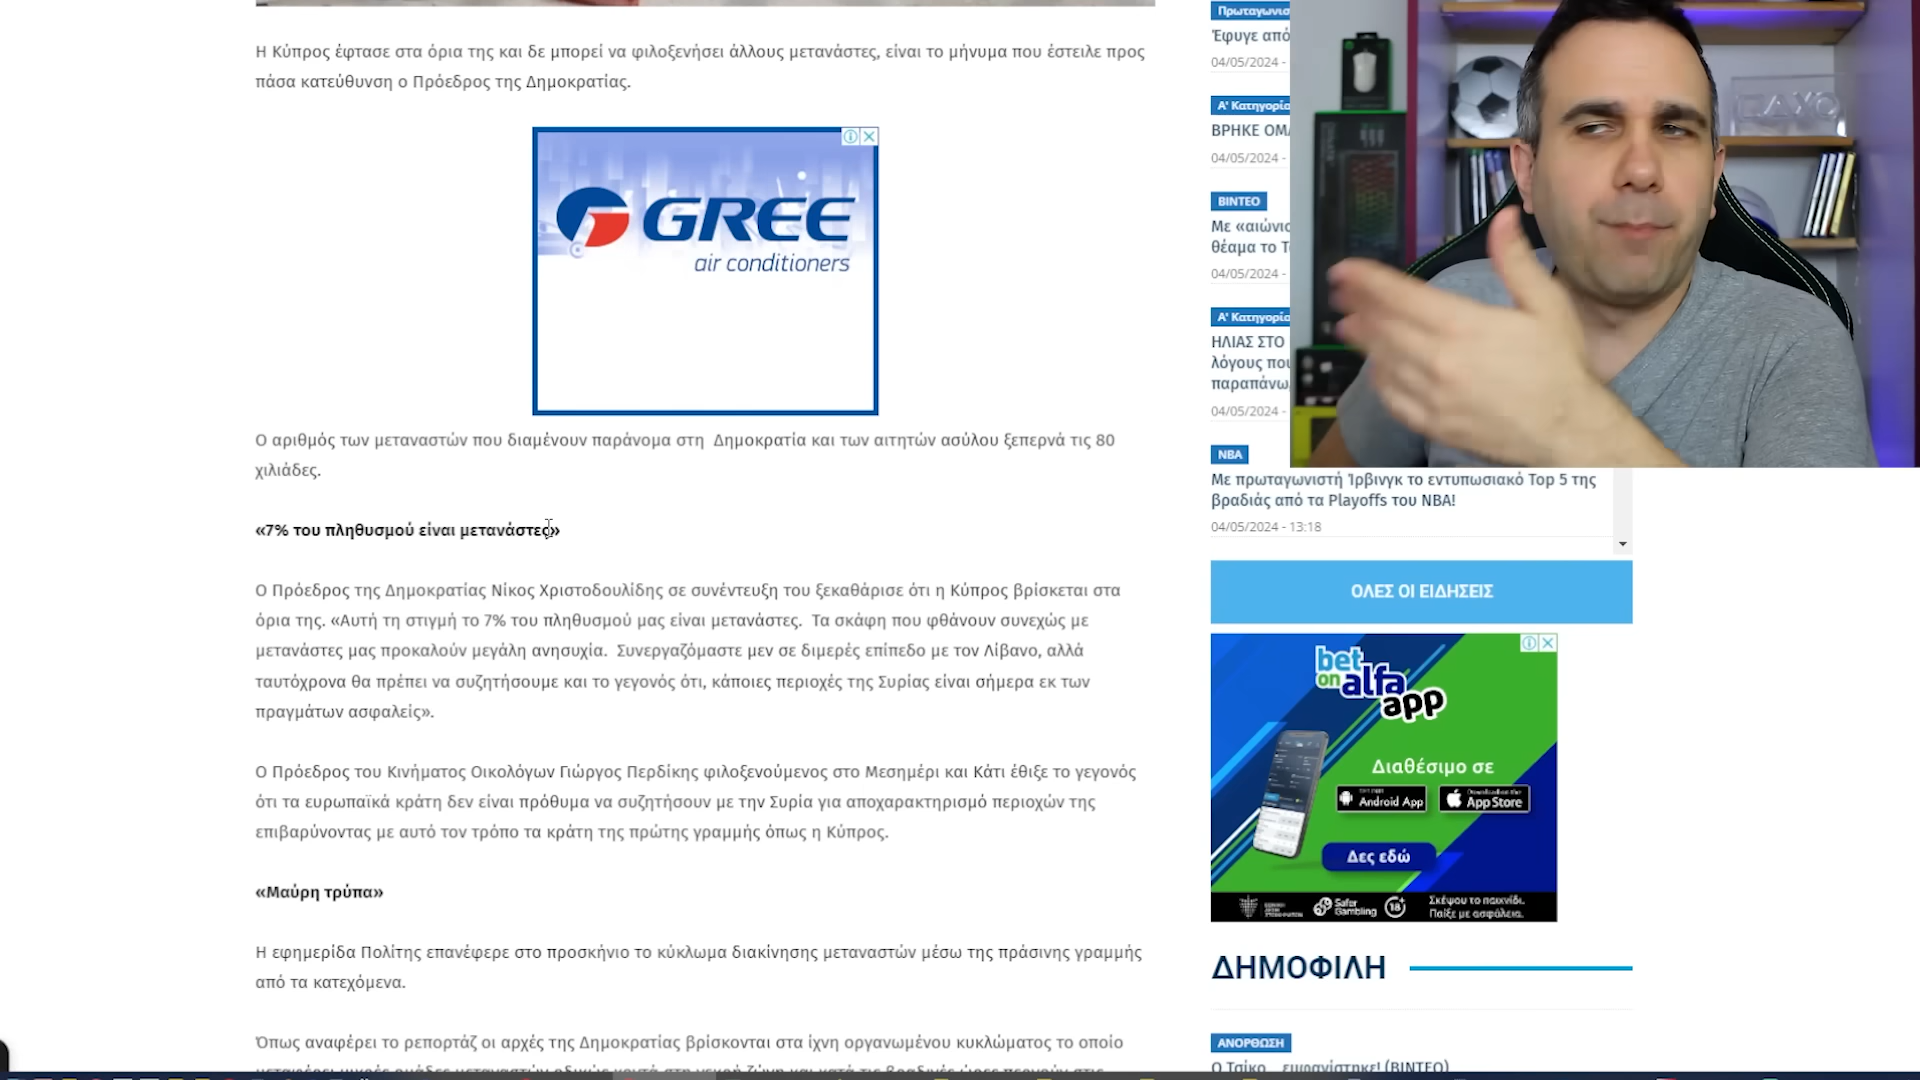 Η Κύπρος έφτασε στα όρια της και δε μπορεί να φιλοξενήσει άλλους μετανάστες, είναι το μήνυμα που έστειλε προς
πάσα κατεύθυνση ο Πρόεδρος της Δημοκρατίας.
GREE
air conditioners
Ο αριθμός των μεταναστών που διαμένουν παράνομα στη Δημοκρατία και των αιτητών ασύλου ξεπερνά τις 80
χιλιάδες.
«7% του πληθυσμού είναι μετανάστες»
Ο Πρόεδρος της Δημοκρατίας Νίκος Χριστοδουλίδης σε συνέντευξη του ξεκαθάρισε ότι η Κύπρος βρίσκεται στα
όρια της. «Αυτή τη στιγμή το 7% του πληθυσμού μας είναι μετανάστες. Τα σκάφη που φθάνουν συνεχώς με
μετανάστες μας προκαλούν μεγάλη ανησυχία. Συνεργαζόμαστε μεν σε διμερές επίπεδο με τον Λίβανο, αλλά
ταυτόχρονα θα πρέπει να συζητήσουμε και το γεγονός ότι, κάποιες περιοχές της Συρίας είναι σήμερα εκ των
πραγμάτων ασφαλείς».
Ο Πρόεδρος του Κινήματος Οικολόγων Γιώργος Περδίκης φιλοξενούμενος στο Μεσημέρι και Κάτι έθιξε το γεγονός
ότι τα ευρωπαϊκά κράτη δεν είναι πρόθυμα να συζητήσουν με την Συρία για αποχαρακτηρισμό περιοχών της
επιβαρύνοντας με αυτό τον τρόπο τα κράτη της πρώτης γραμμής όπως η Κύπρος.
«Μαύρη τρύπα»
Η εφημερίδα Πολίτης επανέφερε στο προσκήνιο το κύκλωμα διακίνησης μεταναστών μέσω της πράσινης γραμμής
από τα κατεχόμενα.
Όπως αναφέρει το ρεπορτάζ οι αρχές της Δημοκρατίας βρίσκονται στα ίχνη οργανωμένου κυκλώματος το οποίο
Πρωταγωνισ
Έφυγε από
04/05/2024 -
Α' Κατηγορία
ΒΡΗΚΕ ΟΜΑ
04/05/2024 -
ΒΙΝΤΕΟ
Με «αιώνιο
θέαμα το Τ
04/05/2024 -
Α' Κατηγορία
ΗΛΙΑΣ ΣΤΟ
λόγους που
παραπάνω
04/05/2024 -
NBA
Με πρωταγωνιστή Ίρβινγκ το εντυπωσιακό Top 5 της
βραδιάς από τα Playoffs του NBA!
04/05/2024 - 13:18
ΟΛΕΣ ΟΙ ΕΙΔΗΣΕΙΣ
bet
on alfa
app
Διαθέσιμο σε
Android App
App Store
Δες εδώ
Safer
Gambling
18+
Σκέψου το παιχνίδι.
Παίξε με ασφάλεια.
ΔΗΜΟΦΙΛΗ
ΑΝΟΡΘΩΣΗ
Ο Τσίκο... εμφανίστηκε! (ΒΙΝΤΕΟ)